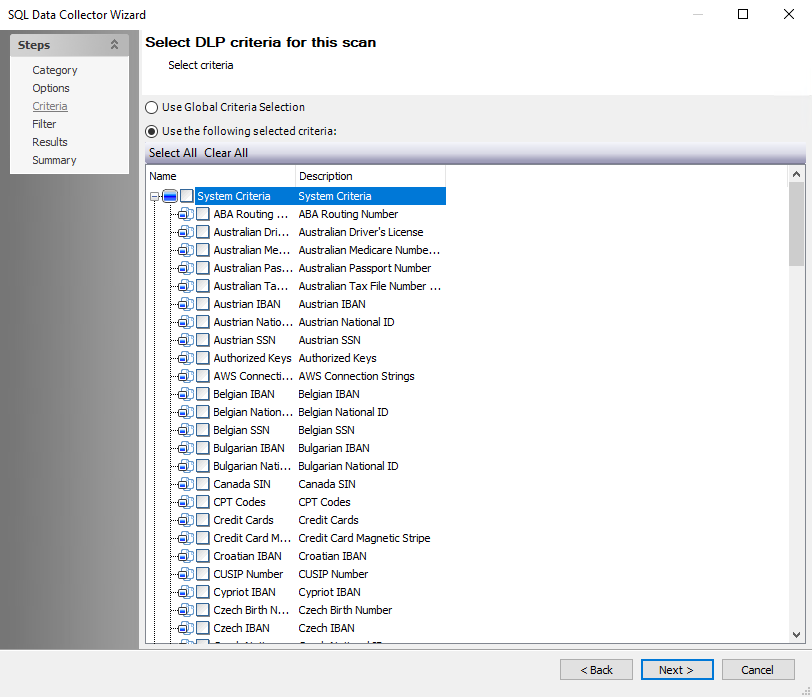 SQL Data Collector Wizard
Steps
Category
Options
Criteria
Filter
Results
Summary
Select DLP criteria for this scan
Select criteria
Use Global Criteria Selection
Use the following selected criteria:
Select All Clear All
Name Description
System Criteria System Criteria
ABA Routing ... ABA Routing Number
Australian Dri... Australian Driver's License
Australian Me... Australian Medicare Numbe...
Australian Pas... Australian Passport Number
Australian Ta... Australian Tax File Number ...
Austrian IBAN Austrian IBAN
Austrian Natio... Austrian National ID
Austrian SSN Austrian SSN
Authorized Keys Authorized Keys
AWS Connecti... AWS Connection Strings
Belgian IBAN Belgian IBAN
Belgian Nation... Belgian National ID
Belgian SSN Belgian SSN
Bulgarian IBAN Bulgarian IBAN
Bulgarian Nati... Bulgarian National ID
Canada SIN Canada SIN
CPT Codes CPT Codes
Credit Cards Credit Cards
Credit Card M... Credit Card Magnetic Stripe
Croatian IBAN Croatian IBAN
CUSIP Number CUSIP Number
Cypriot IBAN Cypriot IBAN
Czech Birth N... Czech Birth Number
Czech IBAN Czech IBAN
< Back Next > Cancel